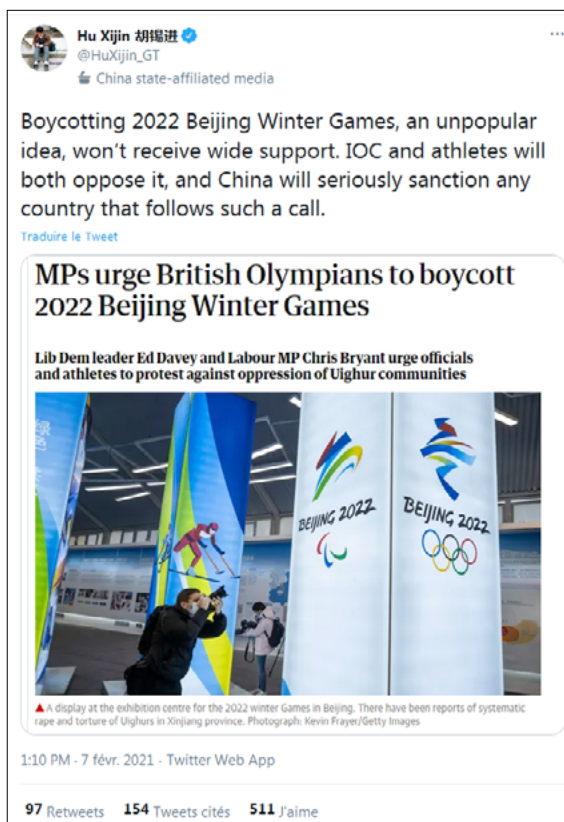 Hu Xijin 胡锡进
@HuXijin_GT
China state-affiliated media
Boycotting 2022 Beijing Winter Games, an unpopular
idea, won't receive wide support. IOC and athletes will
both oppose it, and China will seriously sanction any
country that follows such a call.
Traduire le Tweet
MPs urge British Olympians to boycott
2022 Beijing Winter Games
Lib Dem leader Ed Davey and Labour MP Chris Bryant urge officials
and athletes to protest against oppression of Uighur communities
BEIJING 2022
BEIJING 2022
A display at the exhibition centre for the 2022 winter Games in Beijing. There have been reports of systematic
rape and torture of Uighurs in Xinjiang province. Photograph: Kevin Frayer/Getty Images
1:10 PM · 7 févr. 2021 · Twitter Web App
97 Retweets 154 Tweets cités 511 J'aime